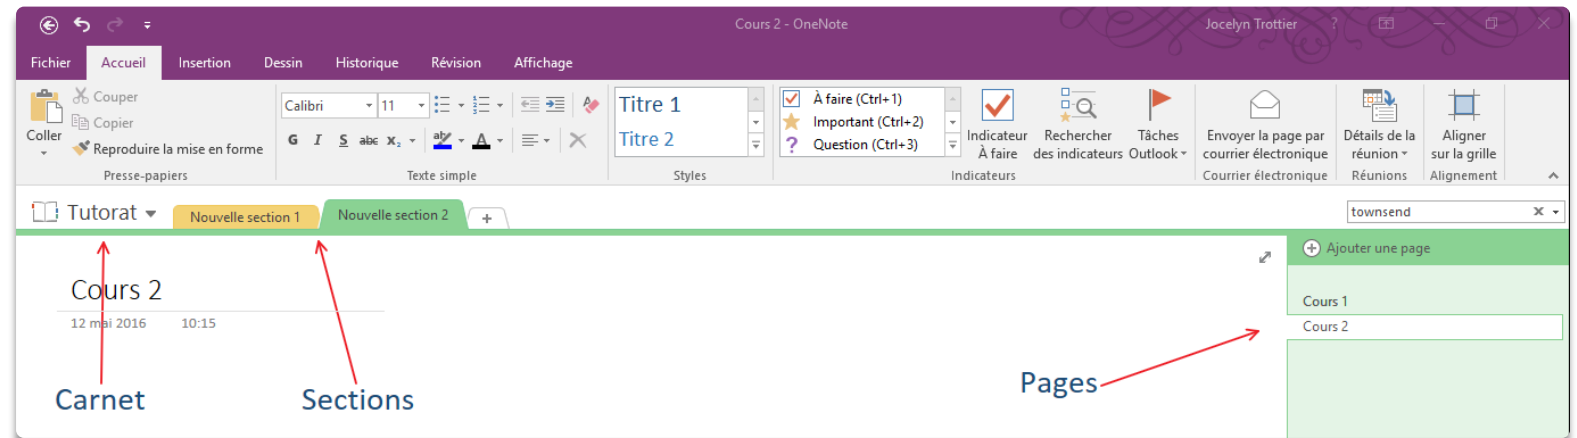 Cours 2 - OneNote
Jocelyn Trottier
?
Fichier Accueil Insertion Dessin Historique Révision Affichage
Coller
Couper
Copier
Reproduire la mise en forme
Presse-papiers
Calibri 11
G I S abc x₂ aby A
Texte simple
Titre 1
Titre 2
Styles
À faire (Ctrl+1)
Important (Ctrl+2)
? Question (Ctrl+3)
Indicateur
À faire
Rechercher
des indicateurs
Tâches
Outlook
Indicateurs
Envoyer la page par
courrier électronique
Courrier électronique
Détails de la
réunion
Réunions
Aligner
sur la grille
Alignement
Tutorat
Nouvelle section 1
Nouvelle section 2
+
townsend
Ajouter une page
Cours 1
Cours 2
Cours 2
12 mai 2016 10:15
Carnet
Sections
Pages